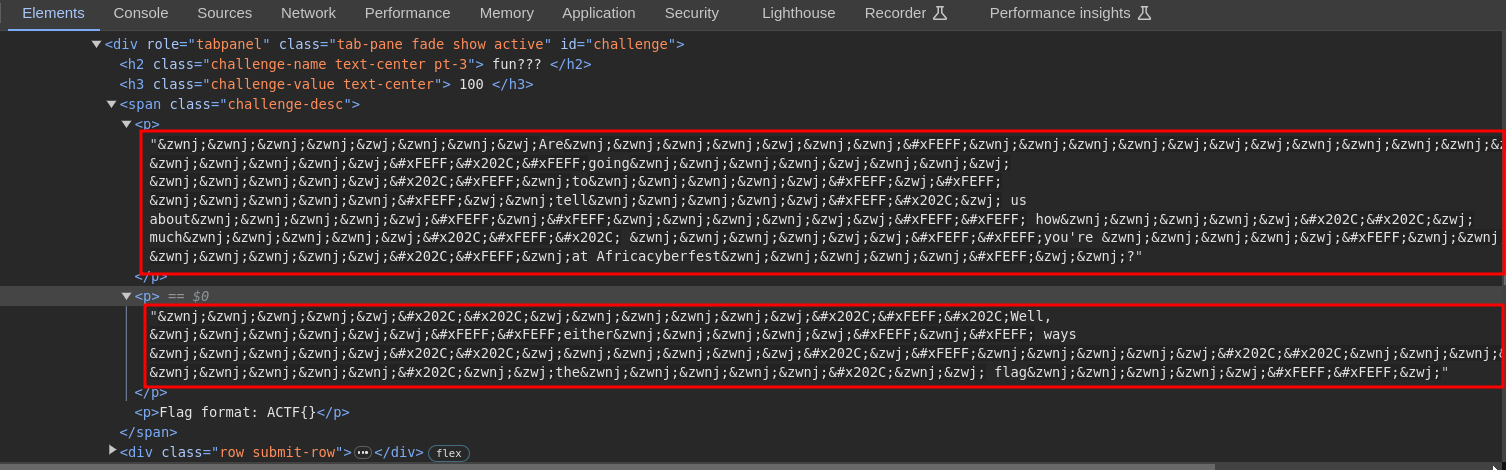 Elements Console Sources Network Performance Memory Application Security Lighthouse Recorder Performance insights
<div role="tabpanel" class="tab-pane fade show active" id="challenge">
<h2 class="challenge-name text-center pt-3"> fun??? </h2>
<h3 class="challenge-value text-center"> 100 </h3>
<span class="challenge-desc">
<p>
"&zwnj;&zwnj;&zwnj;&zwnj;&zwj;&zwnj;&zwnj;&zwj;Are&zwnj;&zwnj;&zwnj;&zwnj;&zwj;&zwnj;&zwnj;&#xFEFF;&zwnj;&zwnj;&zwnj;&zwnj;&zwj;&zwj;&zwj;&zwnj;&zwnj;&zwnj;&zwnj;
&zwnj;&zwnj;&zwnj;&zwnj;&zwj;&#xFEFF;&#x202C;&#xFEFF;going&zwnj;&zwnj;&zwnj;&zwnj;&zwj;&zwnj;&zwnj;&zwj;
&zwnj;&zwnj;&zwnj;&zwnj;&zwj;&#x202C;&#xFEFF;&zwnj;to&zwnj;&zwnj;&zwnj;&zwnj;&zwj;&#xFEFF;&zwj;&#xFEFF;
&zwnj;&zwnj;&zwnj;&zwnj;&#xFEFF;&zwj;&zwnj;tell&zwnj;&zwnj;&zwnj;&zwnj;&zwj;&#xFEFF;&#x202C;&zwj; us
about&zwnj;&zwnj;&zwnj;&zwj;&#xFEFF;&zwnj;&#xFEFF;&zwnj;&zwnj;&zwnj;&zwnj;&zwj;&zwj;&#xFEFF;&#xFEFF; how&zwnj;&zwnj;&zwnj;&zwnj;&zwj;&#x202C;&#x202C;&zwj;
much&zwnj;&zwnj;&zwnj;&zwnj;&zwj;&#x202C;&#xFEFF;&#x202C; &zwnj;&zwnj;&zwnj;&zwnj;&zwj;&zwj;&#xFEFF;&#xFEFF;you're &zwnj;&zwnj;&zwnj;&zwnj;&zwj;&#xFEFF;&zwnj;&zwnj
&zwnj;&zwnj;&zwnj;&zwnj;&zwj;&#x202C;&#xFEFF;&zwnj;at Africacyberfest&zwnj;&zwnj;&zwnj;&zwnj;&zwnj;&#xFEFF;&zwj;&zwnj;?"
</p>
<p> == $0
"&zwnj;&zwnj;&zwnj;&zwnj;&zwj;&#x202C;&#x202C;&zwj;&zwnj;&zwnj;&zwnj;&zwnj;&zwj;&#x202C;&#xFEFF;&#x202C;Well,
&zwnj;&zwnj;&zwnj;&zwnj;&zwj;&zwj;&#xFEFF;&#xFEFF;either&zwnj;&zwnj;&zwnj;&zwnj;&zwj;&#xFEFF;&zwnj;&#xFEFF; ways
&zwnj;&zwnj;&zwnj;&zwnj;&zwj;&#x202C;&#x202C;&zwj;&zwnj;&zwnj;&zwnj;&zwnj;&zwj;&#x202C;&zwj;&#xFEFF;&zwnj;&zwnj;&zwnj;&zwnj;&zwj;&#x202C;&#x202C;&zwnj;&zwnj;&zwnj;
&zwnj;&zwnj;&zwnj;&zwnj;&zwnj;&#x202C;&zwnj;&zwj;the&zwnj;&zwnj;&zwnj;&zwnj;&zwnj;&#x202C;&zwnj;&zwj; flag&zwnj;&zwnj;&zwnj;&zwnj;&zwj;&#xFEFF;&#xFEFF;&zwj;"
</p>
<p>Flag format: ACTF{}</p>
</span>
<div class="row submit-row">…</div> flex